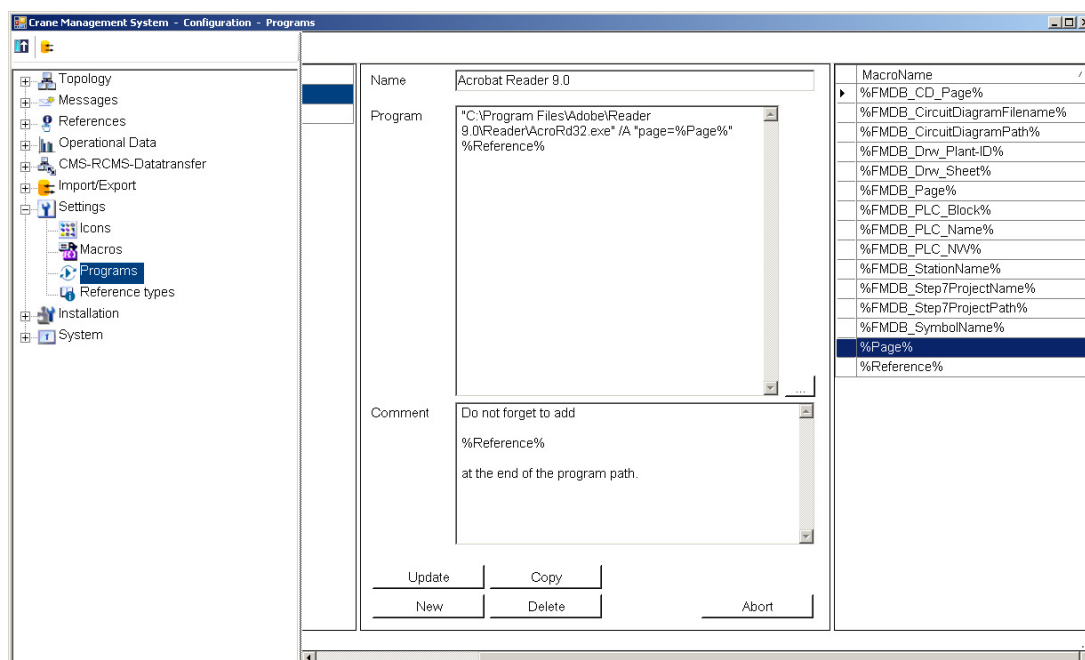 Crane Management System - Configuration - Programs
Topology
Messages
References
Operational Data
CMS-RCMS-Datatransfer
Import/Export
Settings
Icons
Macros
Programs
Reference types
Installation
System
Name
Acrobat Reader 9.0
Program
"C:\Program Files\Adobe\Reader
9.0\Reader\AcroRd32.exe" /A "page=%Page%"
%Reference%
...
Comment
Do not forget to add
%Reference%
at the end of the program path.
Update
Copy
New
Delete
Abort
MacroName
%FMDB_CD_Page%
%FMDB_CircuitDiagramFilename%
%FMDB_CircuitDiagramPath%
%FMDB_Drw_Plant-ID%
%FMDB_Drw_Sheet%
%FMDB_Page%
%FMDB_PLC_Block%
%FMDB_PLC_Name%
%FMDB_PLC_NW%
%FMDB_StationName%
%FMDB_Step7ProjectName%
%FMDB_Step7ProjectPath%
%FMDB_SymbolName%
%Page%
%Reference%